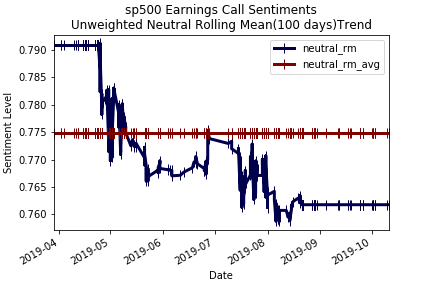 sp500 Earnings Call Sentiments
Unweighted Neutral Rolling Mean(100 days)Trend
neutral_rm
neutral_rm_avg
Sentiment Level
0.790
0.785
0.780
0.775
0.770
0.765
0.760
2019-04
2019-05
2019-06
2019-07
2019-08
2019-09
2019-10
Date